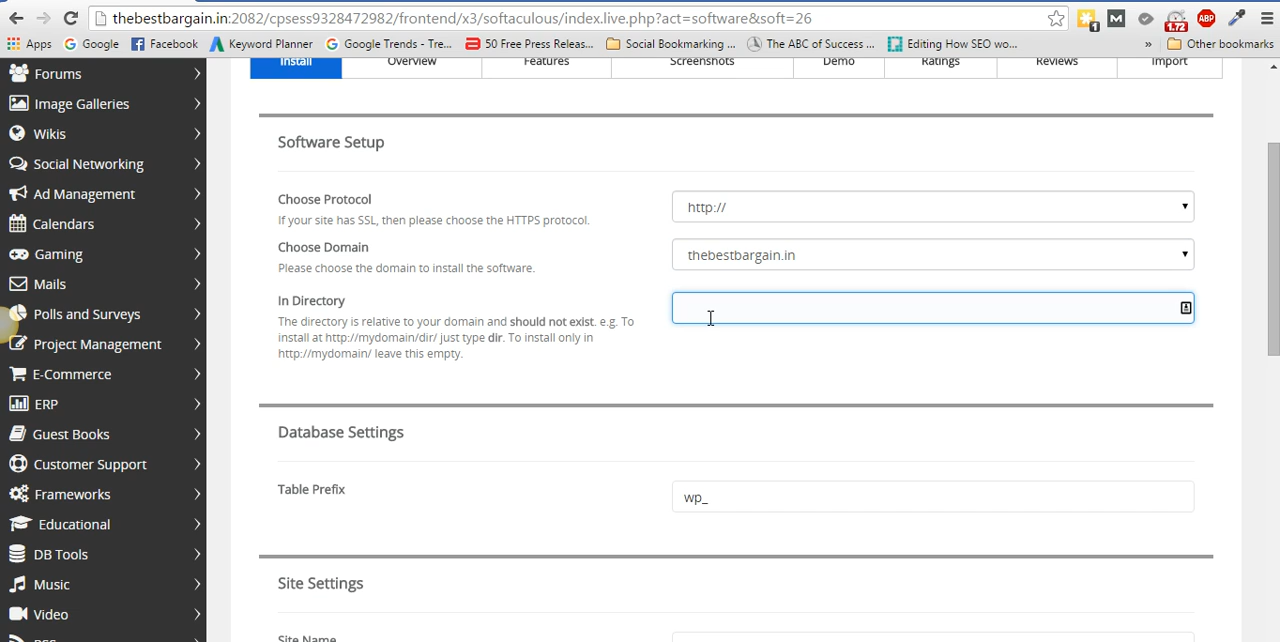 thebestbargain.in:2082/cpsess9328472982/frontend/x3/softaculous/index.live.php?act=software&soft=26
1
1.72
ABP
Apps
Google
Facebook
Keyword Planner
Google Trends - Tre...
50 Free Press Releas...
Social Bookmarking ...
The ABC of Success ...
Editing How SEO wo...
»
Other bookmarks
Forums
Image Galleries
Wikis
Social Networking
Ad Management
Calendars
Gaming
Mails
Polls and Surveys
Project Management
E-Commerce
ERP
Guest Books
Customer Support
Frameworks
Educational
DB Tools
Music
Video
RSS
Install
Overview
Features
Screenshots
Demo
Ratings
Reviews
Import
Software Setup
Choose Protocol
If your site has SSL, then please choose the HTTPS protocol.
http://
Choose Domain
Please choose the domain to install the software.
thebestbargain.in
In Directory
The directory is relative to your domain and should not exist. e.g. To
install at http://mydomain/dir/ just type dir. To install only in
http://mydomain/ leave this empty.
Database Settings
Table Prefix
wp_
Site Settings
Site Name